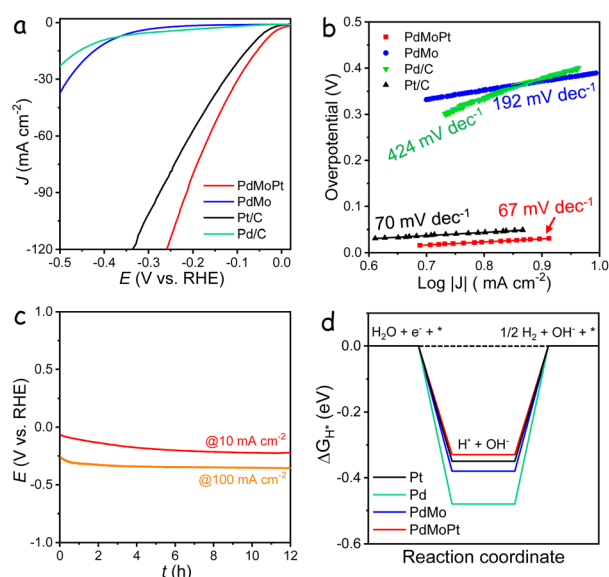 a
J (mA cm⁻²)
0
-30
-60
-90
-120
PdMoPt
PdMo
Pt/C
Pd/C
-0.5 -0.4 -0.3 -0.2 -0.1 0.0
E (V vs. RHE)
b
Overpotential (V)
0.5
0.4
0.3
0.2
0.1
0.0
PdMoPt
PdMo
Pd/C
Pt/C
192 mV dec⁻¹
424 mV dec⁻¹
70 mV dec⁻¹
67 mV dec⁻¹
0.6 0.7 0.8 0.9 1.0
Log |J| ( mA cm⁻²)
c
E (V vs. RHE)
1.0
0.5
0.0
-0.5
-1.0
@10 mA cm⁻²
@100 mA cm⁻²
0 2 4 6 8 10 12
t (h)
d
ΔG_H* (eV)
0.0
-0.2
-0.4
-0.6
H₂O + e⁻ + *
1/2 H₂ + OH⁻ + *
H* + OH⁻
Pt
Pd
PdMo
PdMoPt
Reaction coordinate